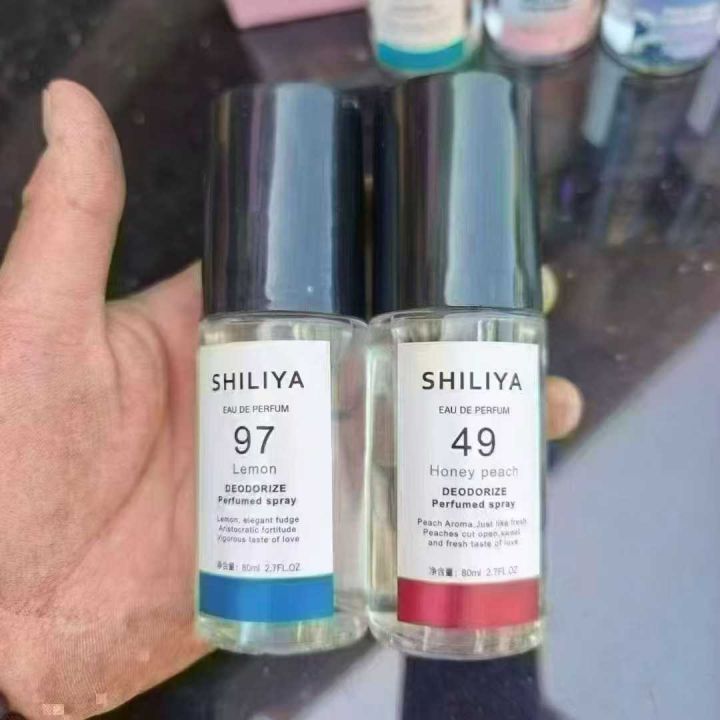 SHILIYA
EAU DE PERFUM
97
Lemon
DEODORIZE
Perfumed spray
Lemon, elegant fudge
Aristocratic fortitude
Vigorous taste of love
净含量: 80ml 2.7FL.OZ
SHILIYA
EAU DE PERFUM
49
Honey peach
DEODORIZE
Perfumed spray
Peach Aroma.Just like fresh
Peaches cut open,sweet
and fresh taste of love
净含量: 80ml 2.7FL.OZ